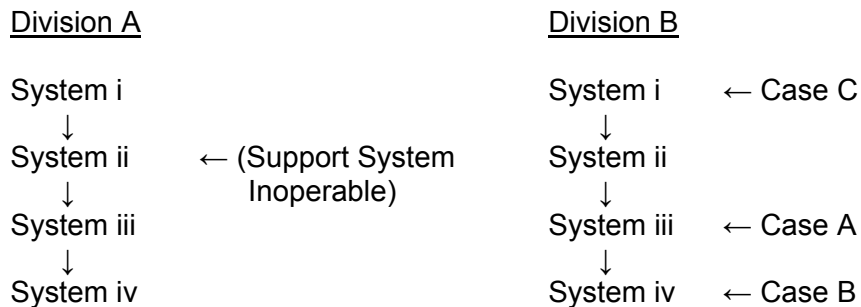 Division A Division B
System i System i ← Case C
↓ ↓
System ii ← (Support System System ii
Inoperable)
↓ ↓
System iii System iii ← Case A
↓ ↓
System iv System iv ← Case B